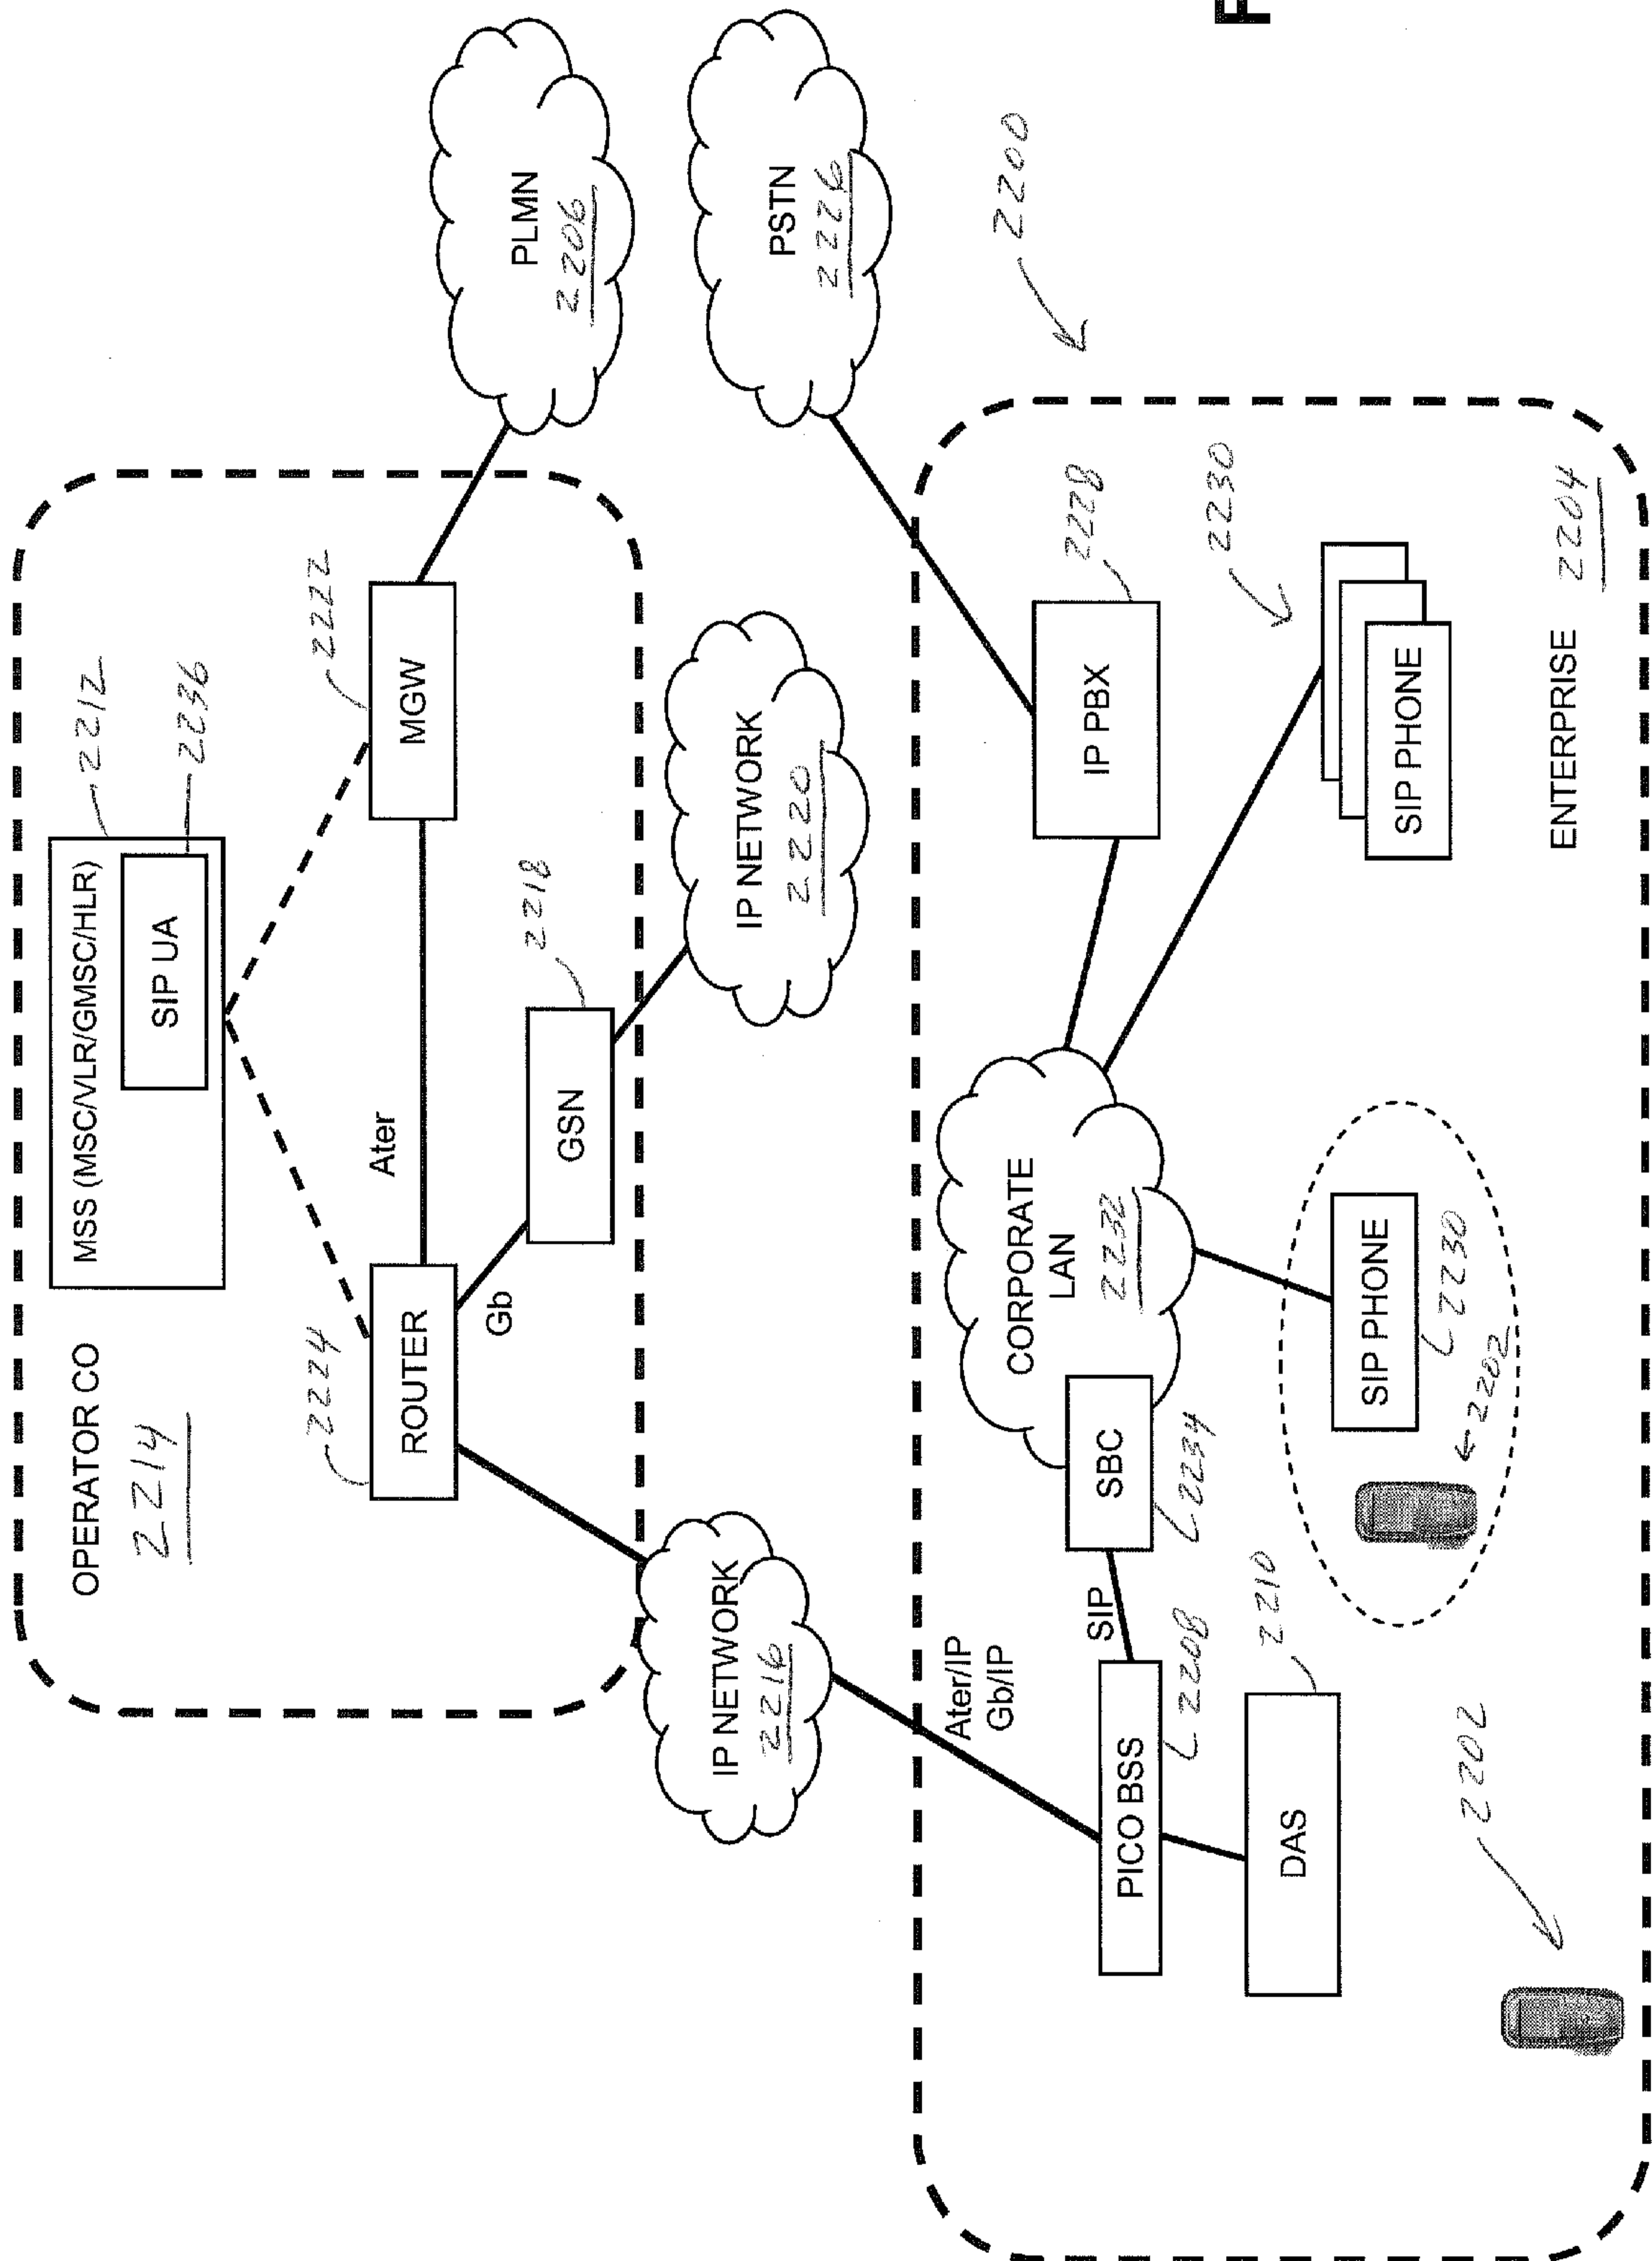 OPERATOR CO
2214
MSS (MSC/VLR/GMSC/HLR)
2212
SIP UA
2236
2224
ROUTER
Ater
MGW
2222
Gb
GSN
2218
PLMN
2206
IP NETWORK
2216
IP NETWORK
2220
PSTN
2226
Ater/IP
Gb/IP
2200
PICO BSS
2208
SIP
SBC
2234
CORPORATE
LAN
2232
IP PBX
2228
DAS
2210
SIP PHONE
2230
2202
SIP PHONE
2230
2202
ENTERPRISE
2204